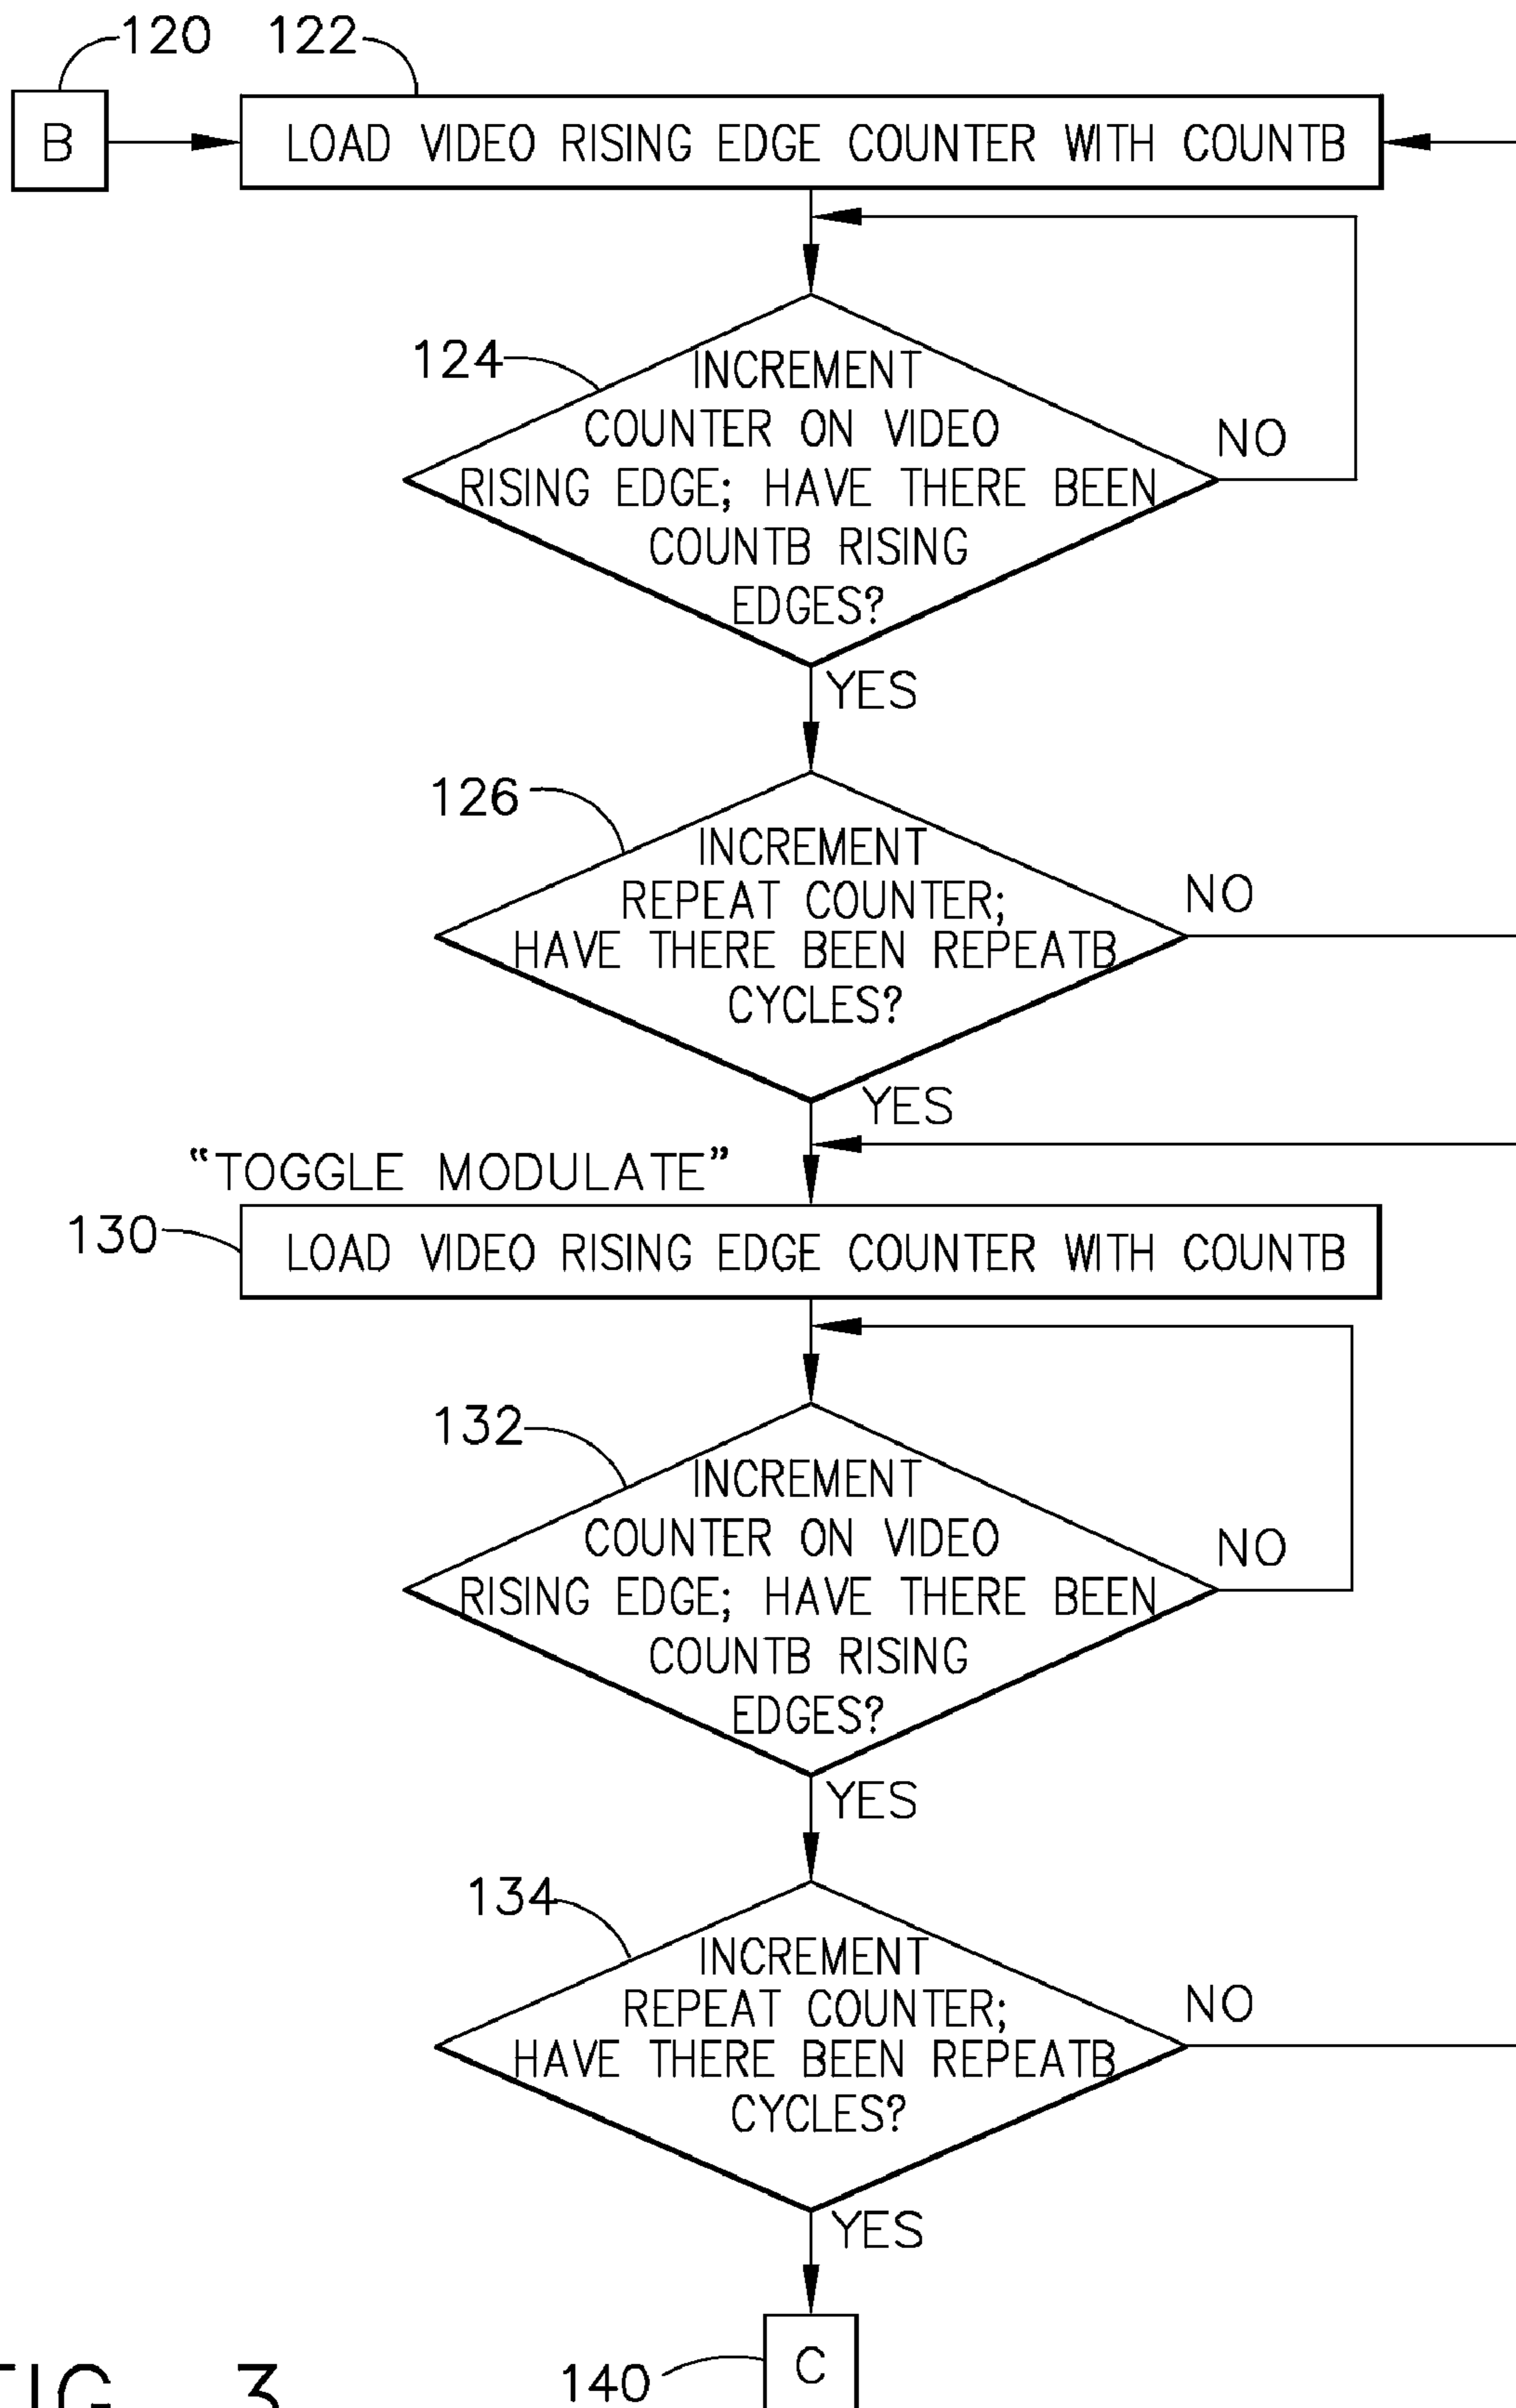 120 122
B
LOAD VIDEO RISING EDGE COUNTER WITH COUNTB
124
INCREMENT
COUNTER ON VIDEO
RISING EDGE; HAVE THERE BEEN
COUNTB RISING
EDGES?
NO
YES
126
INCREMENT
REPEAT COUNTER;
HAVE THERE BEEN REPEATB
CYCLES?
NO
YES
“TOGGLE MODULATE”
130
LOAD VIDEO RISING EDGE COUNTER WITH COUNTB
132
INCREMENT
COUNTER ON VIDEO
RISING EDGE; HAVE THERE BEEN
COUNTB RISING
EDGES?
NO
YES
134
INCREMENT
REPEAT COUNTER;
HAVE THERE BEEN REPEATB
CYCLES?
NO
YES
140
C
FIG. 3